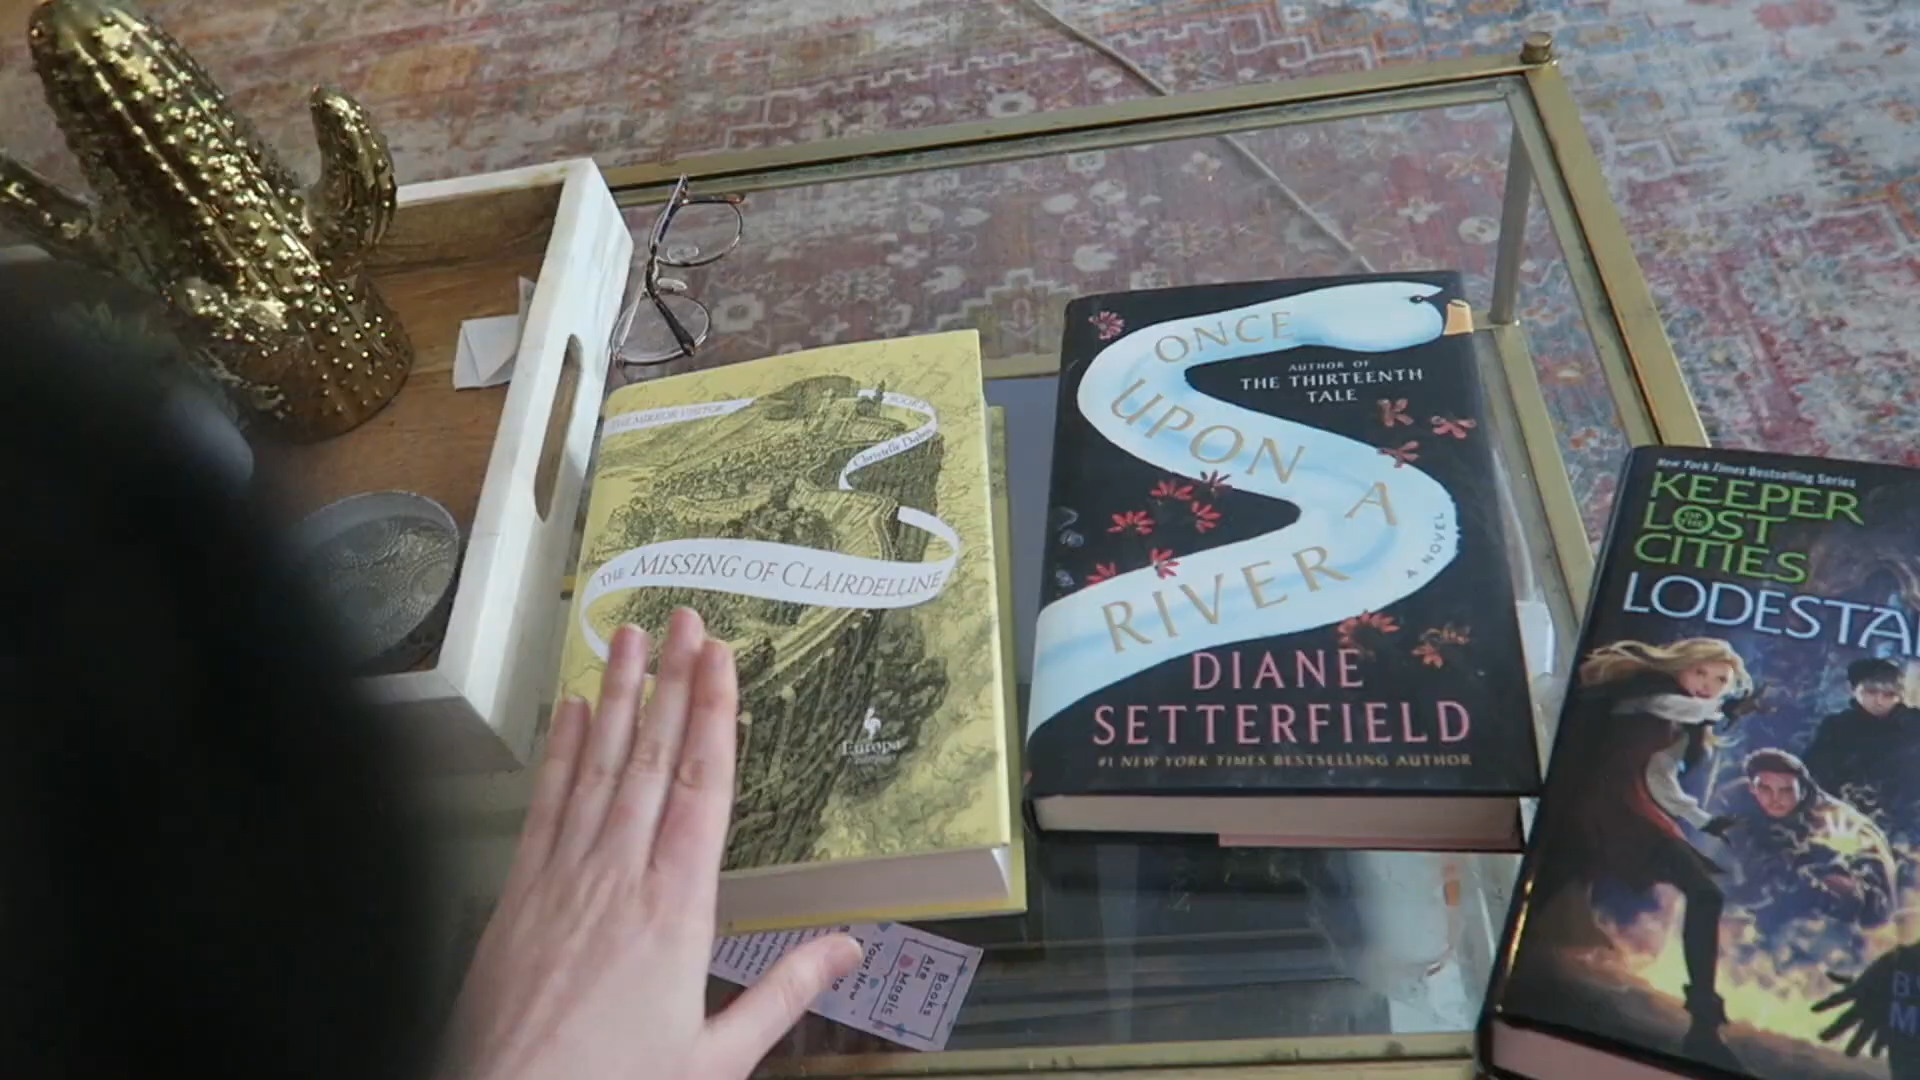 THE MIRROR VISITOR
BOOK 2
Christelle Dabos
THE MISSING OF CLAIRDELUNE
Europa
editions
ONCE
UPON
A
RIVER
AUTHOR OF
THE THIRTEENTH
TALE
A NOVEL
DIANE
SETTERFIELD
#1 NEW YORK TIMES BESTSELLING AUTHOR
New York Times Bestselling Series
KEEPER
OF THE
LOST
CITIES
LODESTA
Books
Are
Magic
Your New